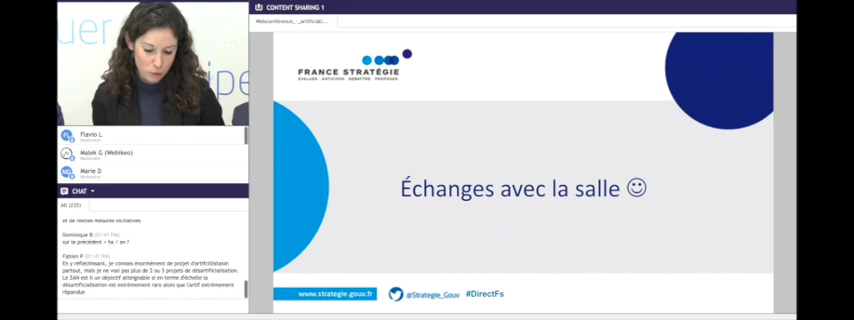 CONTENT SHARING 1
Webconférence_-_artificiali...
uer
ipe
FRANCE STRATÉGIE
ÉVALUER. ANTICIPER. DÉBATTRE. PROPOSER.
Flavio L
Moderator
Malek G (Webikeo)
Moderator
Marie D
Moderator
CHAT
All (235)
et de réelles mesures incitatives
Dominique B (01:41 PM)
sur le précédent = ha / an ?
Fabien P (01:41 PM)
En y réfléchissant, je connais énormément de projet d'artificilisiaton
partout, mais je ne vosi pas plus de 2 ou 3 projets de désartificialisation.
Le ZAN est il un objectif atteignable si en terme d'échelle la
désartificialisation est extrêmement rare alors que l'artif extrêmement
répandue
Échanges avec la salle
www.strategie.gouv.fr
@Strategie_Gouv
#DirectFs